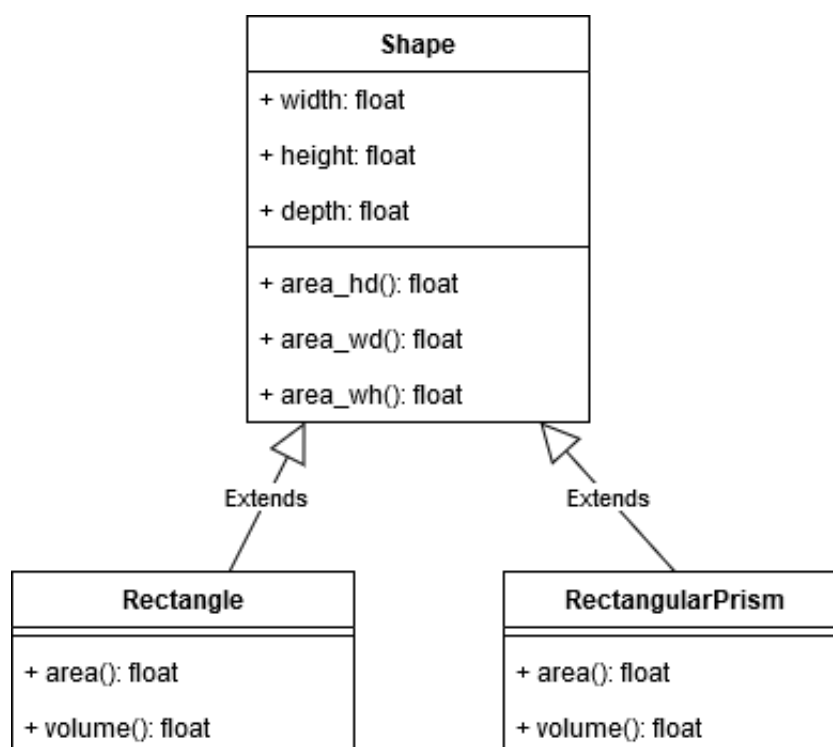 Shape
+ width: float
+ height: float
+ depth: float
+ area_hd(): float
+ area_wd(): float
+ area_wh(): float
Extends
Extends
Rectangle
+ area(): float
+ volume(): float
RectangularPrism
+ area(): float
+ volume(): float